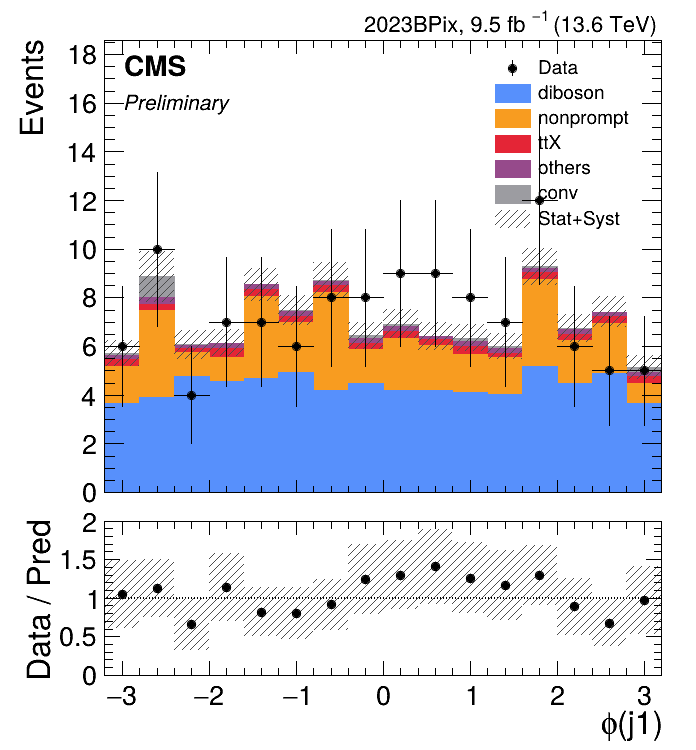 2023BPix, 9.5 fb⁻¹ (13.6 TeV)
Events
18
16
14
12
10
8
6
4
2
0
CMS
Preliminary
Data
diboson
nonprompt
ttX
others
conv
Stat+Syst
Data / Pred
2
1.5
1
0.5
0
−3
−2
−1
0
1
2
3
ϕ(j1)